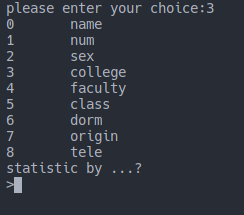 please enter your choice:3
0 name
1 num
2 sex
3 college
4 faculty
5 class
6 dorm
7 origin
8 tele
statistic by ...?
>